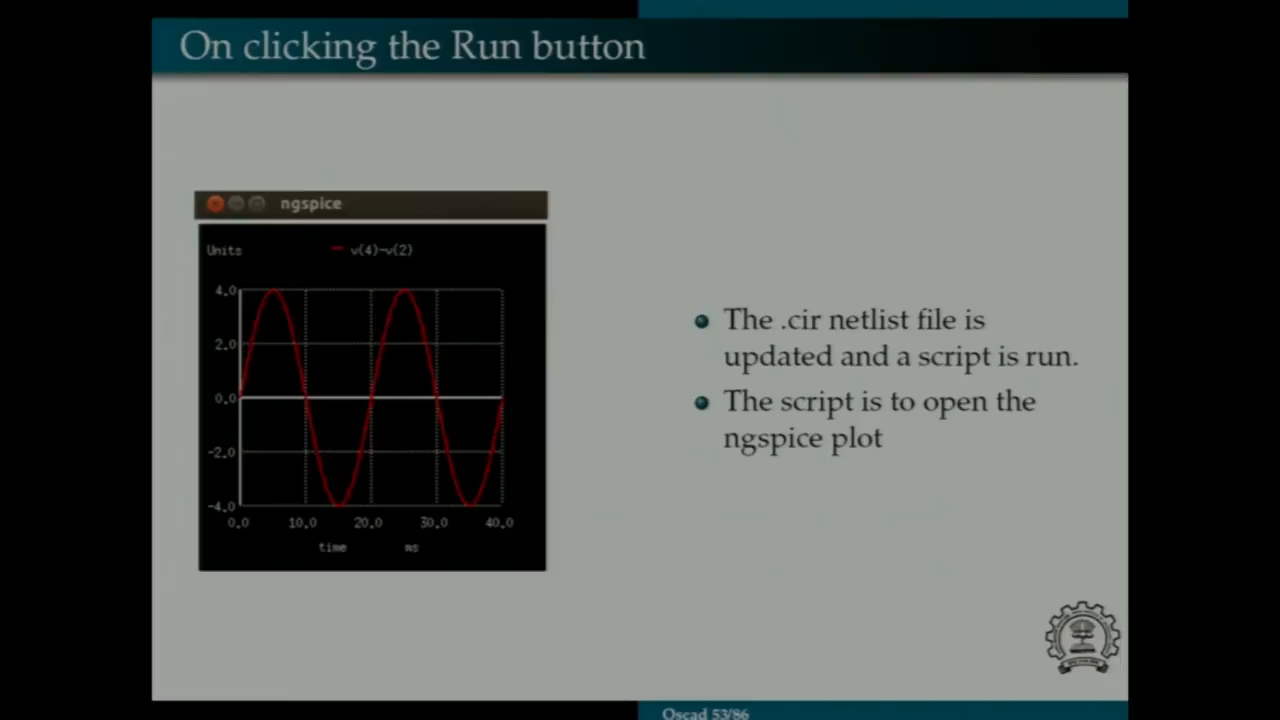 On clicking the Run button
ngspice
Units
v(4)-v(2)
4.0
2.0
0.0
-2.0
-4.0
0.0 10.0 20.0 30.0 40.0
time ms
The .cir netlist file is
updated and a script is run.
The script is to open the
ngspice plot
Oscad 53/86